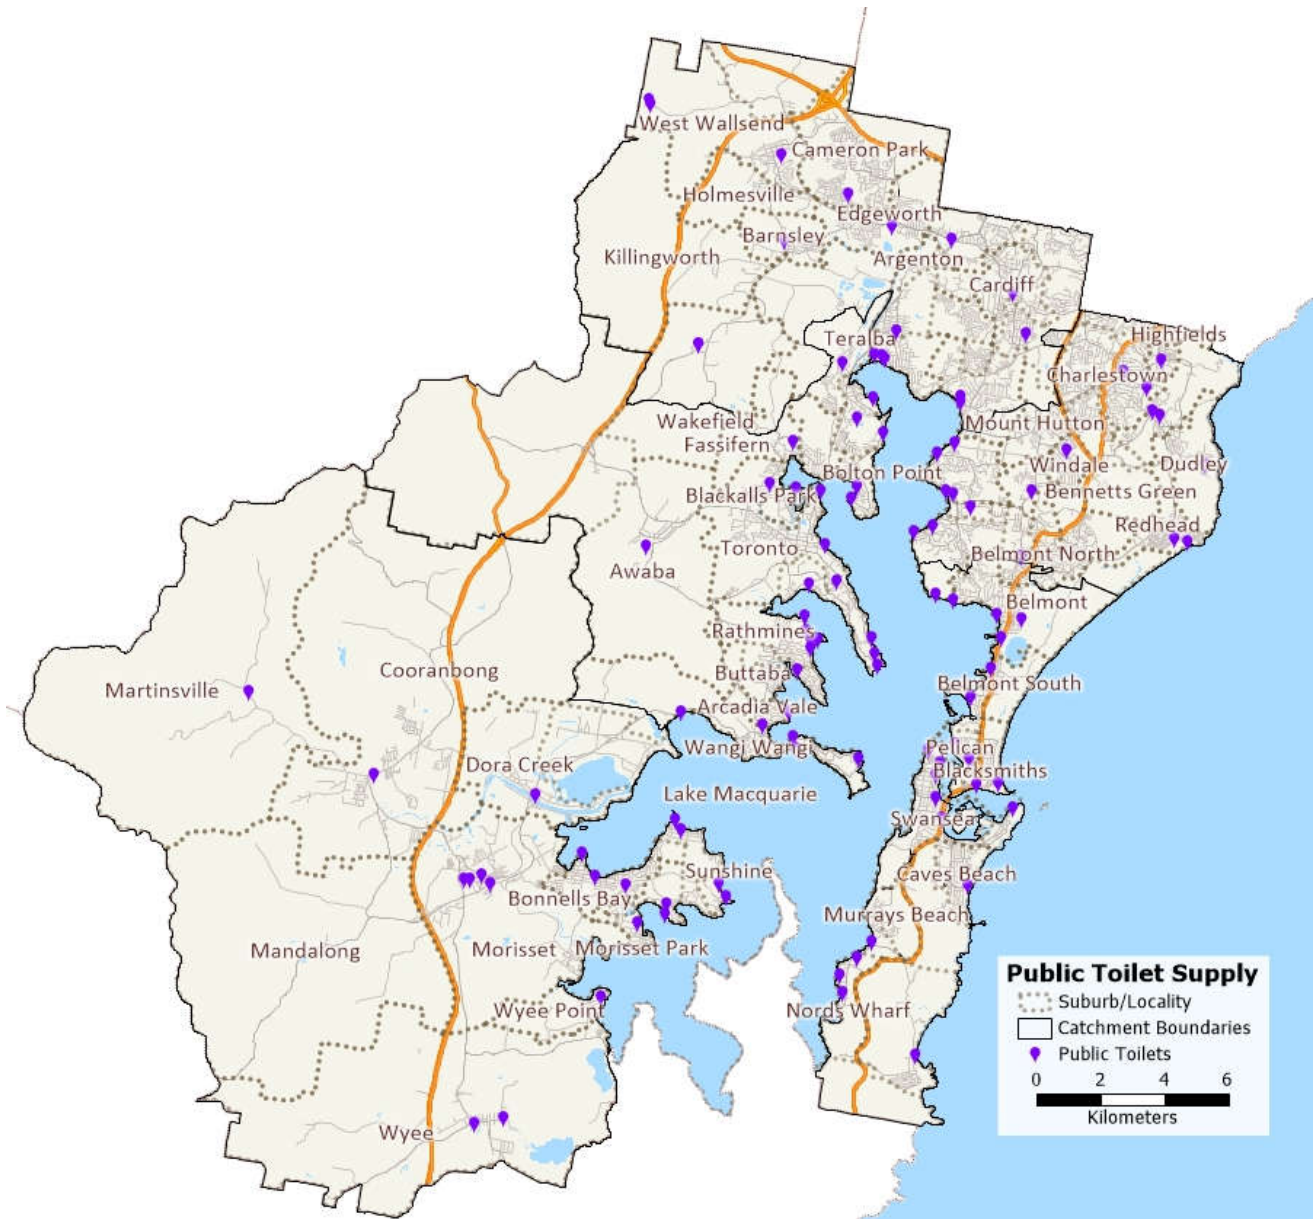 West Wallsend
Cameron Park
Holmesville
Edgeworth
Barnsley
Killingworth
Argenton
Cardiff
Teralba
Highfields
Charlestown
Wakefield
Mount Hutton
Fassifern
Windale
Dudley
Bolton Point
Blackalls Park
Bennetts Green
Redhead
Toronto
Belmont North
Awaba
Belmont
Rathmines
Cooranbong
Buttaba
Martinsville
Belmont South
Arcadia Vale
Wangi Wangi
Pelican
Dora Creek
Blacksmiths
Lake Macquarie
Swansea
Sunshine
Caves Beach
Bonnells Bay
Murrays Beach
Mandalong
Morisset
Morisset Park
Wyee Point
Nords Wharf
Wyee
Public Toilet Supply
Suburb/Locality
Catchment Boundaries
Public Toilets
0 2 4 6
Kilometers